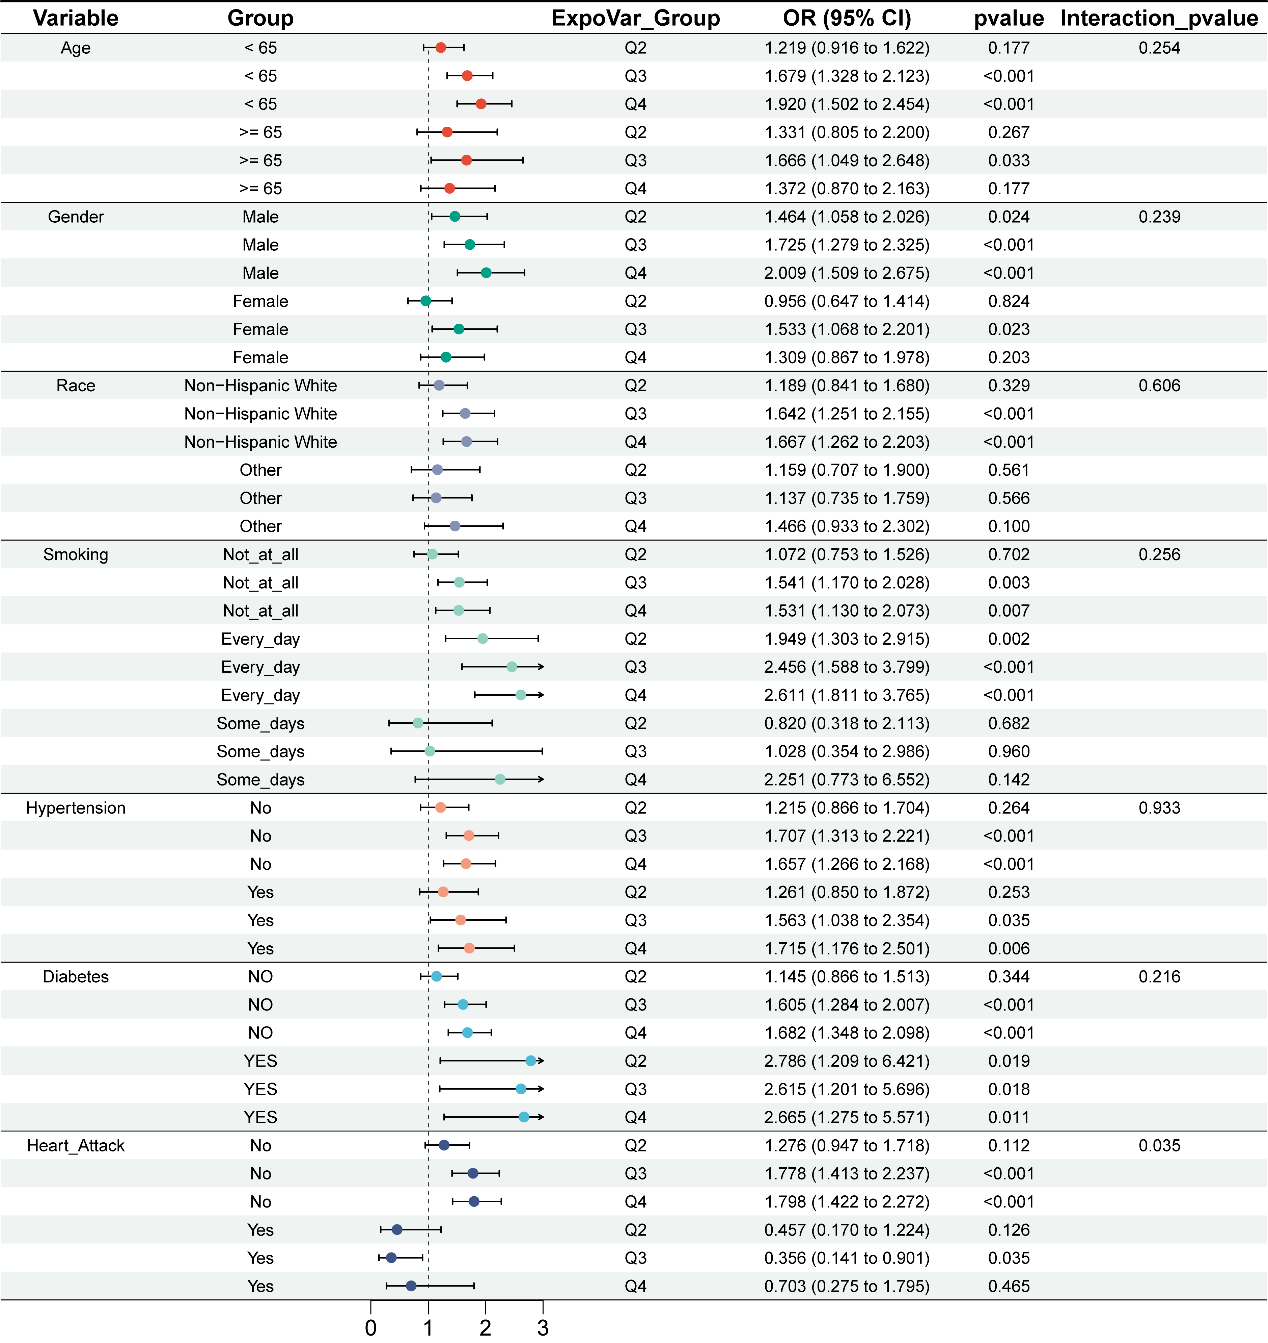 Variable Group ExpoVar_Group OR (95% CI) pvalue Interaction_pvalue
Age < 65 Q2 1.219 (0.916 to 1.622) 0.177 0.254
< 65 Q3 1.679 (1.328 to 2.123) <0.001
< 65 Q4 1.920 (1.502 to 2.454) <0.001
>= 65 Q2 1.331 (0.805 to 2.200) 0.267
>= 65 Q3 1.666 (1.049 to 2.648) 0.033
>= 65 Q4 1.372 (0.870 to 2.163) 0.177
Gender Male Q2 1.464 (1.058 to 2.026) 0.024 0.239
Male Q3 1.725 (1.279 to 2.325) <0.001
Male Q4 2.009 (1.509 to 2.675) <0.001
Female Q2 0.956 (0.647 to 1.414) 0.824
Female Q3 1.533 (1.068 to 2.201) 0.023
Female Q4 1.309 (0.867 to 1.978) 0.203
Race Non−Hispanic White Q2 1.189 (0.841 to 1.680) 0.329 0.606
Non−Hispanic White Q3 1.642 (1.251 to 2.155) <0.001
Non−Hispanic White Q4 1.667 (1.262 to 2.203) <0.001
Other Q2 1.159 (0.707 to 1.900) 0.561
Other Q3 1.137 (0.735 to 1.759) 0.566
Other Q4 1.466 (0.933 to 2.302) 0.100
Smoking Not_at_all Q2 1.072 (0.753 to 1.526) 0.702 0.256
Not_at_all Q3 1.541 (1.170 to 2.028) 0.003
Not_at_all Q4 1.531 (1.130 to 2.073) 0.007
Every_day Q2 1.949 (1.303 to 2.915) 0.002
Every_day Q3 2.456 (1.588 to 3.799) <0.001
Every_day Q4 2.611 (1.811 to 3.765) <0.001
Some_days Q2 0.820 (0.318 to 2.113) 0.682
Some_days Q3 1.028 (0.354 to 2.986) 0.960
Some_days Q4 2.251 (0.773 to 6.552) 0.142
Hypertension No Q2 1.215 (0.866 to 1.704) 0.264 0.933
No Q3 1.707 (1.313 to 2.221) <0.001
No Q4 1.657 (1.266 to 2.168) <0.001
Yes Q2 1.261 (0.850 to 1.872) 0.253
Yes Q3 1.563 (1.038 to 2.354) 0.035
Yes Q4 1.715 (1.176 to 2.501) 0.006
Diabetes NO Q2 1.145 (0.866 to 1.513) 0.344 0.216
NO Q3 1.605 (1.284 to 2.007) <0.001
NO Q4 1.682 (1.348 to 2.098) <0.001
YES Q2 2.786 (1.209 to 6.421) 0.019
YES Q3 2.615 (1.201 to 5.696) 0.018
YES Q4 2.665 (1.275 to 5.571) 0.011
Heart_Attack No Q2 1.276 (0.947 to 1.718) 0.112 0.035
No Q3 1.778 (1.413 to 2.237) <0.001
No Q4 1.798 (1.422 to 2.272) <0.001
Yes Q2 0.457 (0.170 to 1.224) 0.126
Yes Q3 0.356 (0.141 to 0.901) 0.035
Yes Q4 0.703 (0.275 to 1.795) 0.465
0 1 2 3